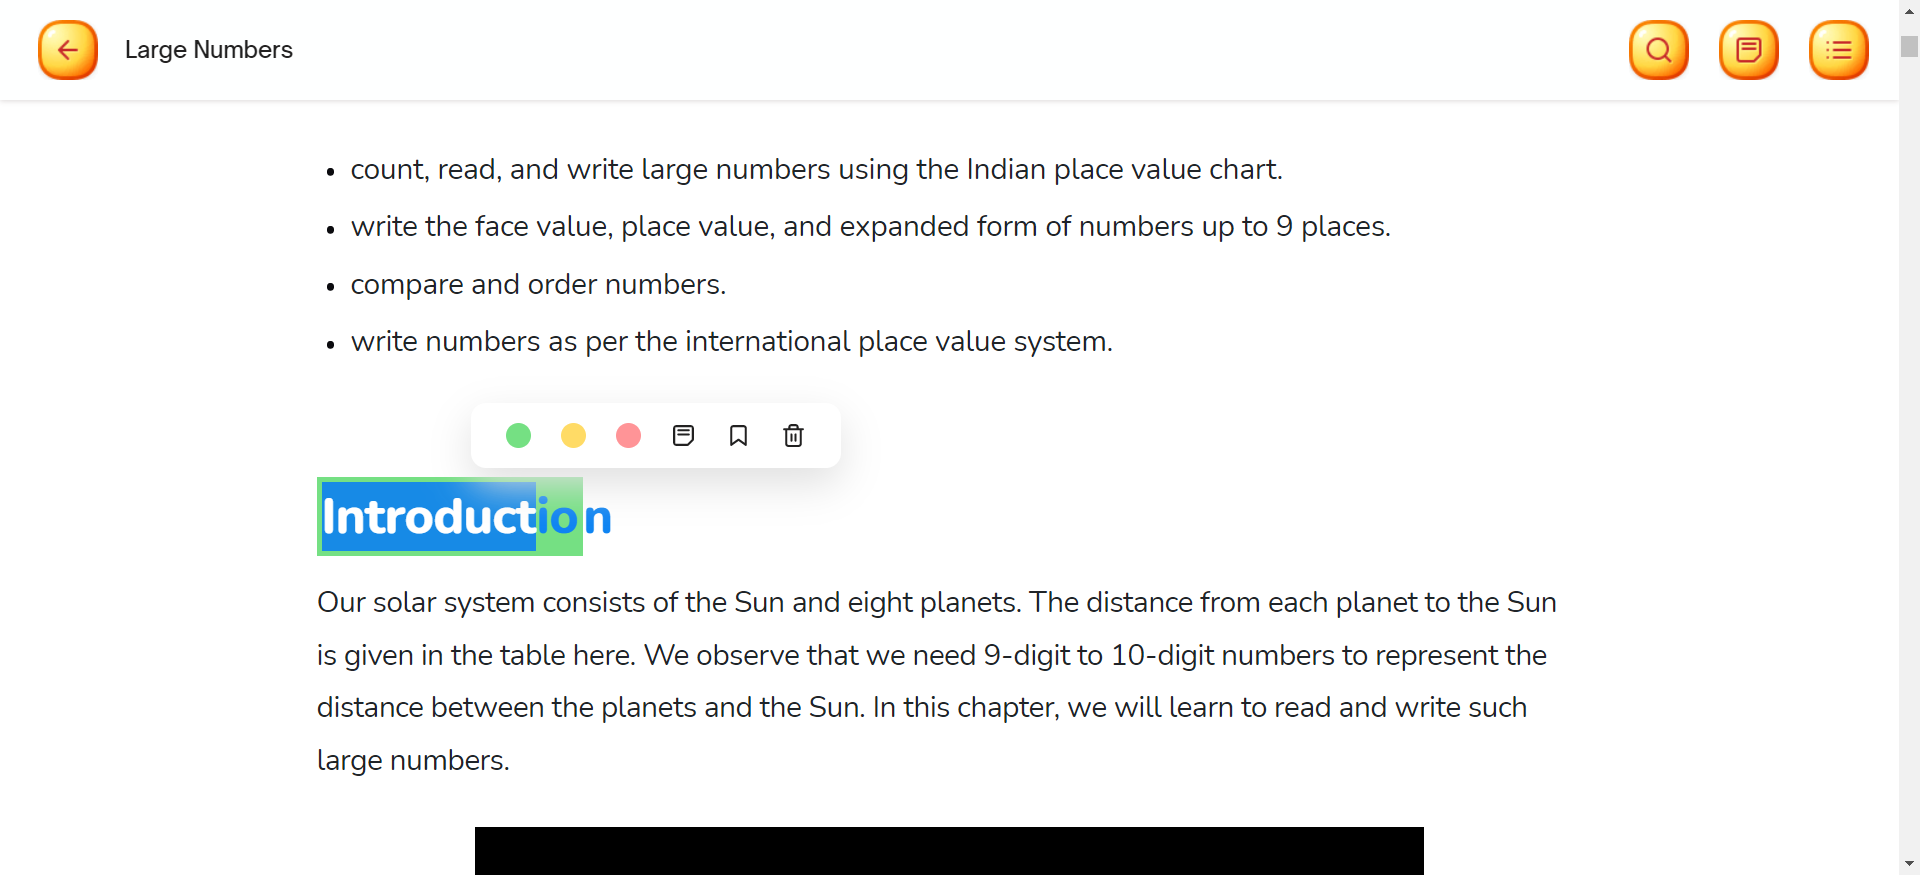 Large Numbers
count, read, and write large numbers using the Indian place value chart.
write the face value, place value, and expanded form of numbers up to 9 places.
compare and order numbers.
write numbers as per the international place value system.
Introduction
Our solar system consists of the Sun and eight planets. The distance from each planet to the Sun
is given in the table here. We observe that we need 9-digit to 10-digit numbers to represent the
distance between the planets and the Sun. In this chapter, we will learn to read and write such
large numbers.